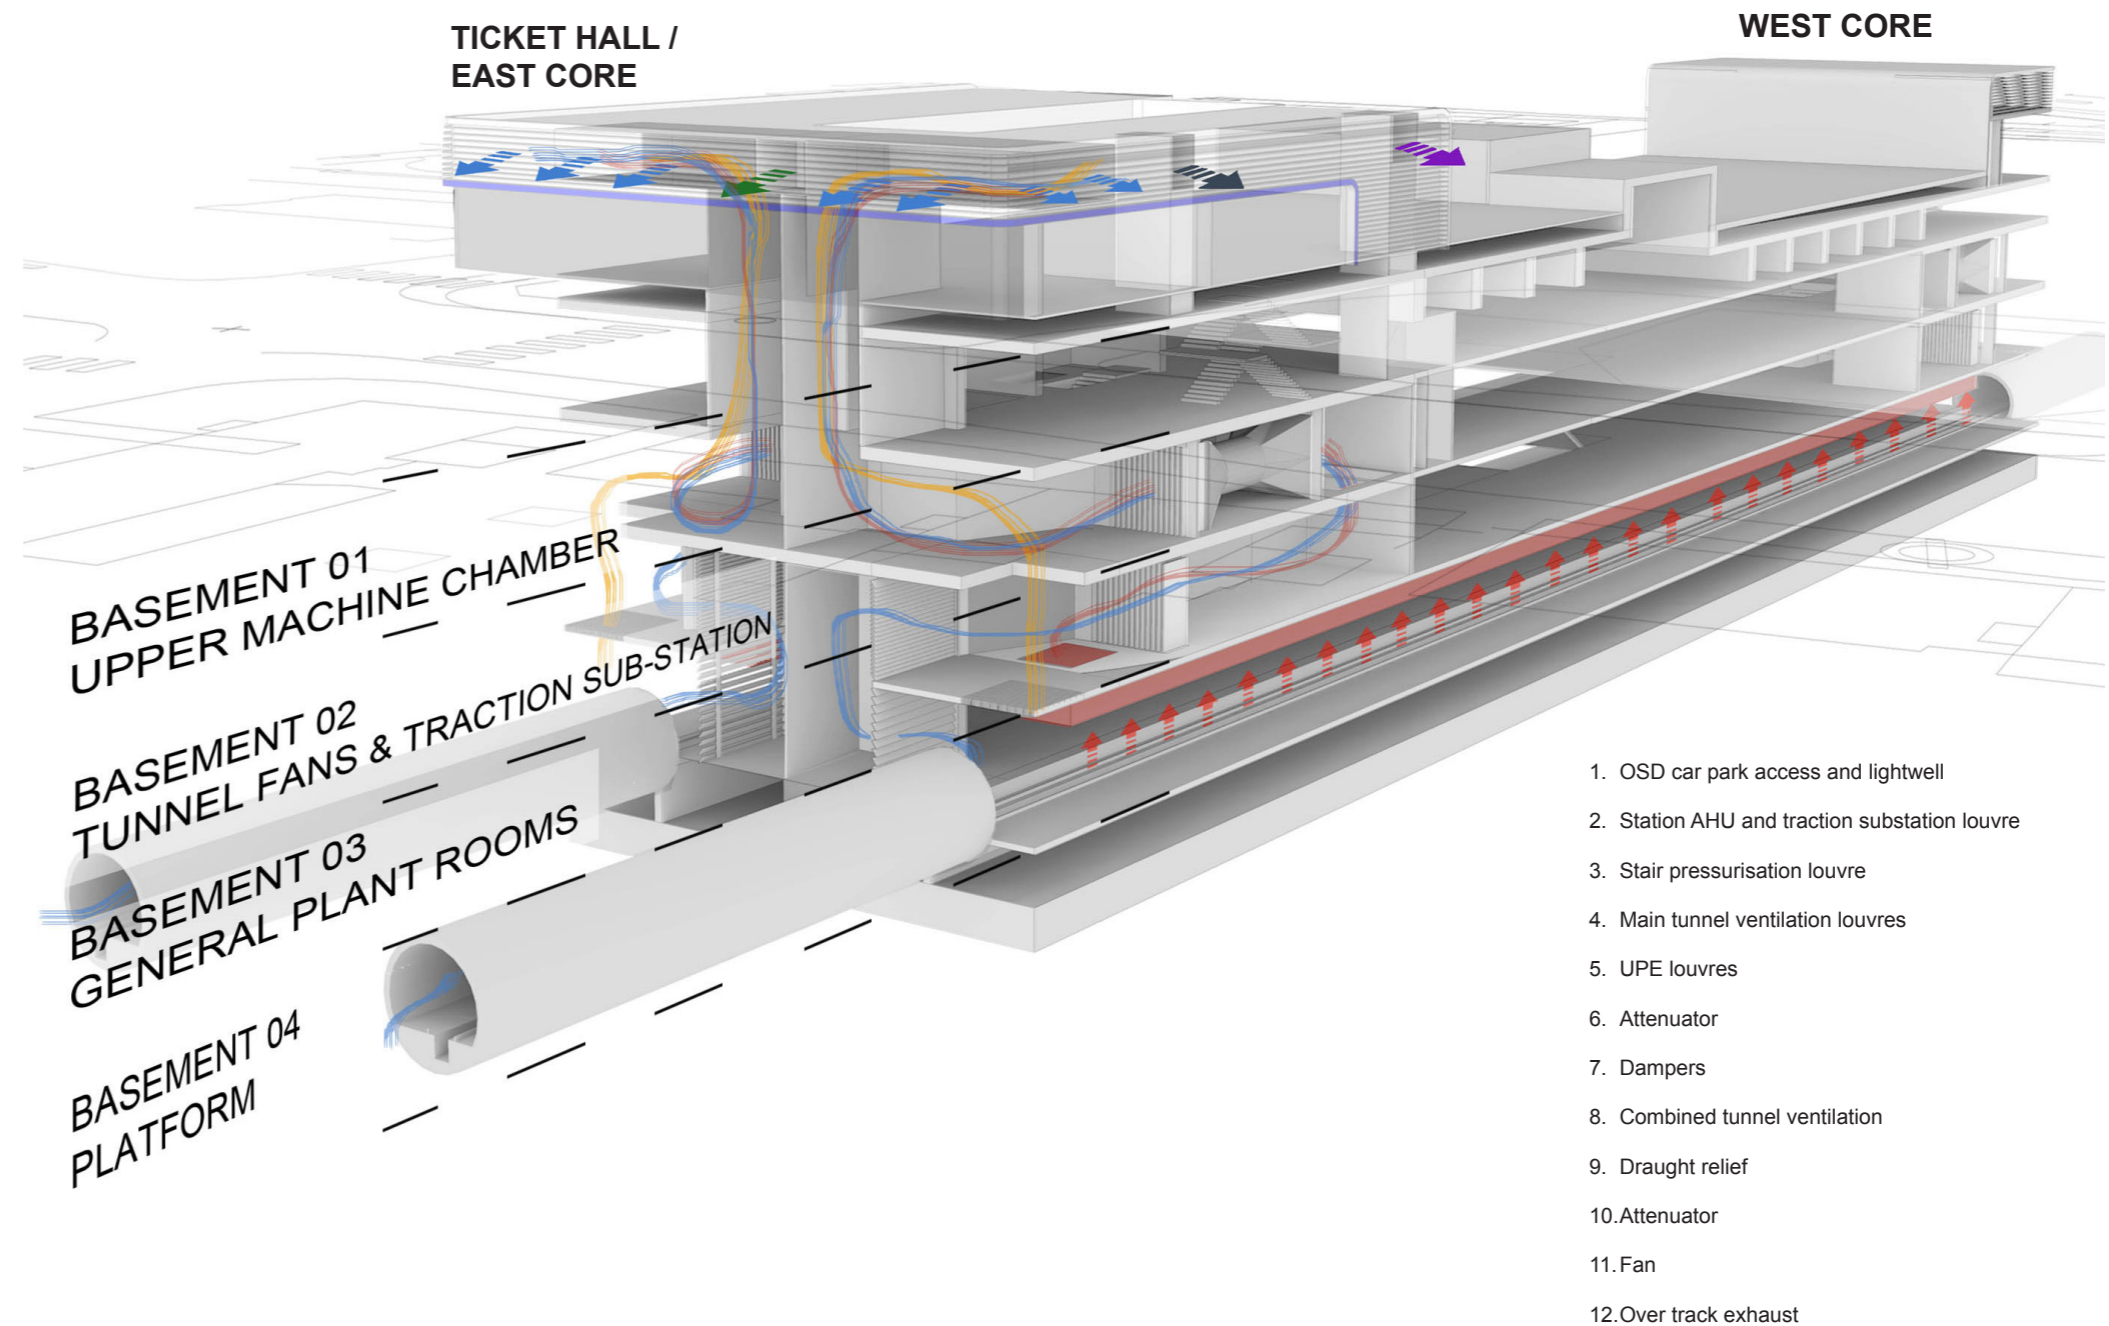 TICKET HALL /
EAST CORE
WEST CORE
BASEMENT 01
UPPER MACHINE CHAMBER
BASEMENT 02
TUNNEL FANS & TRACTION SUB-STATION
BASEMENT 03
GENERAL PLANT ROOMS
BASEMENT 04
PLATFORM
1. OSD car park access and lightwell
2. Station AHU and traction substation louvre
3. Stair pressurisation louvre
4. Main tunnel ventilation louvres
5. UPE louvres
6. Attenuator
7. Dampers
8. Combined tunnel ventilation
9. Draught relief
10.Attenuator
11.Fan
12.Over track exhaust